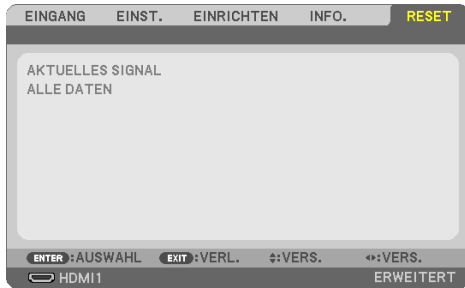 EINGANG EINST. EINRICHTEN INFO. RESET
AKTUELLES SIGNAL
ALLE DATEN
ENTER :AUSWAHL EXIT :VERL. :VERS. :VERS.
HDMI1 ERWEITERT